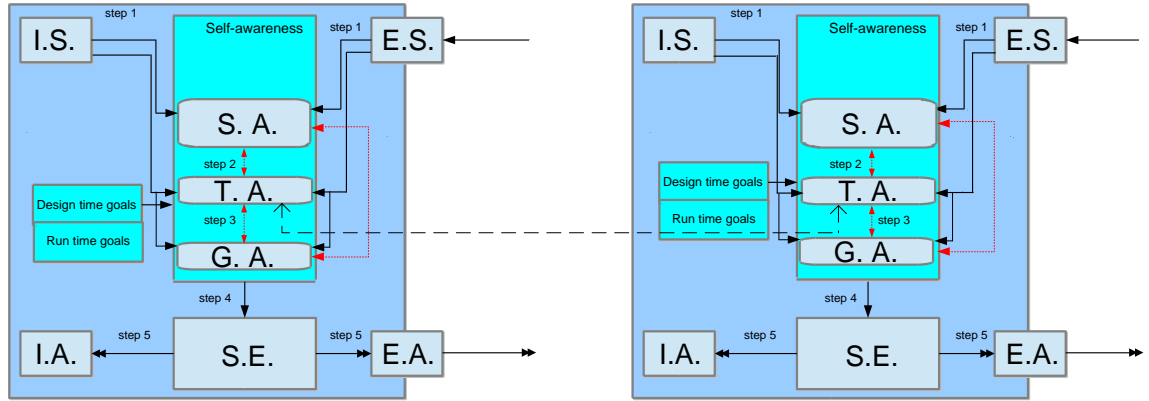 step 1
I.S.
Self-awareness
step 1
E.S.
S. A.
step 2
T. A.
Design time goals
Run time goals
step 3
G. A.
step 4
I.A.
step 5
S.E.
step 5
E.A.
step 1
I.S.
Self-awareness
step 1
E.S.
S. A.
step 2
T. A.
Design time goals
Run time goals
step 3
G. A.
step 4
I.A.
step 5
S.E.
step 5
E.A.